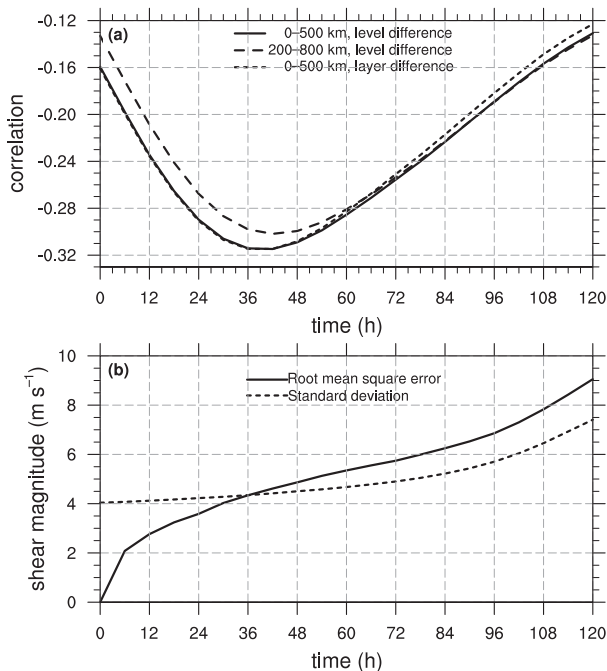 (a)
0–500 km, level difference
200–800 km, level difference
0–500 km, layer difference
correlation
-0.12
-0.16
-0.20
-0.24
-0.28
-0.32
0 12 24 36 48 60 72 84 96 108 120
time (h)
(b)
Root mean square error
Standard deviation
shear magnitude (m s⁻¹)
10
8
6
4
2
0
0 12 24 36 48 60 72 84 96 108 120
time (h)